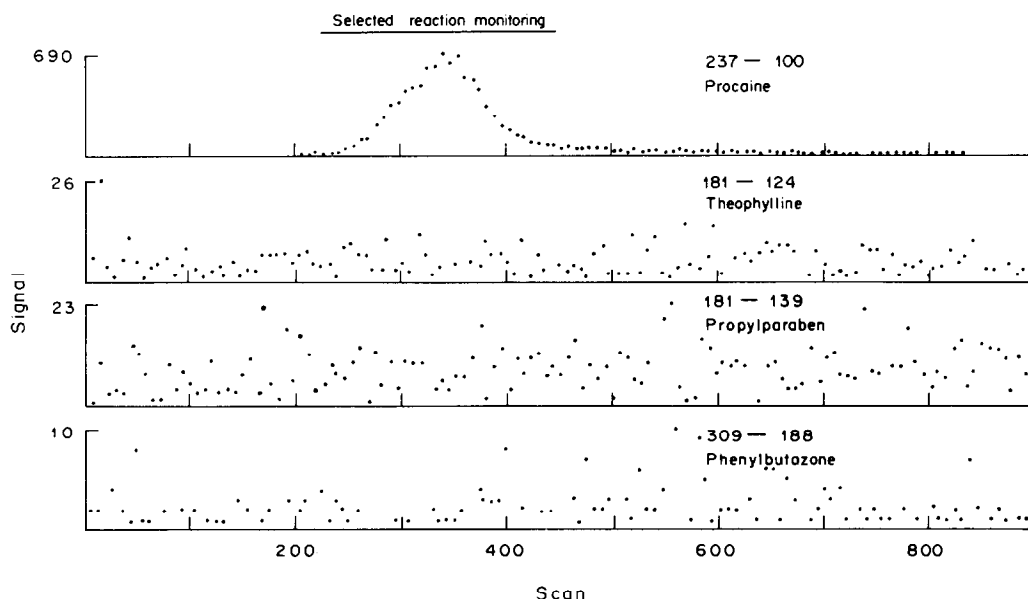 Selected reaction monitoring
690
237 — 100
Procaine
26
181 — 124
Theophylline
Signal
23
181 — 139
Propylparaben
10
309 — 188
Phenylbutazone
200 400 600 800
Scan